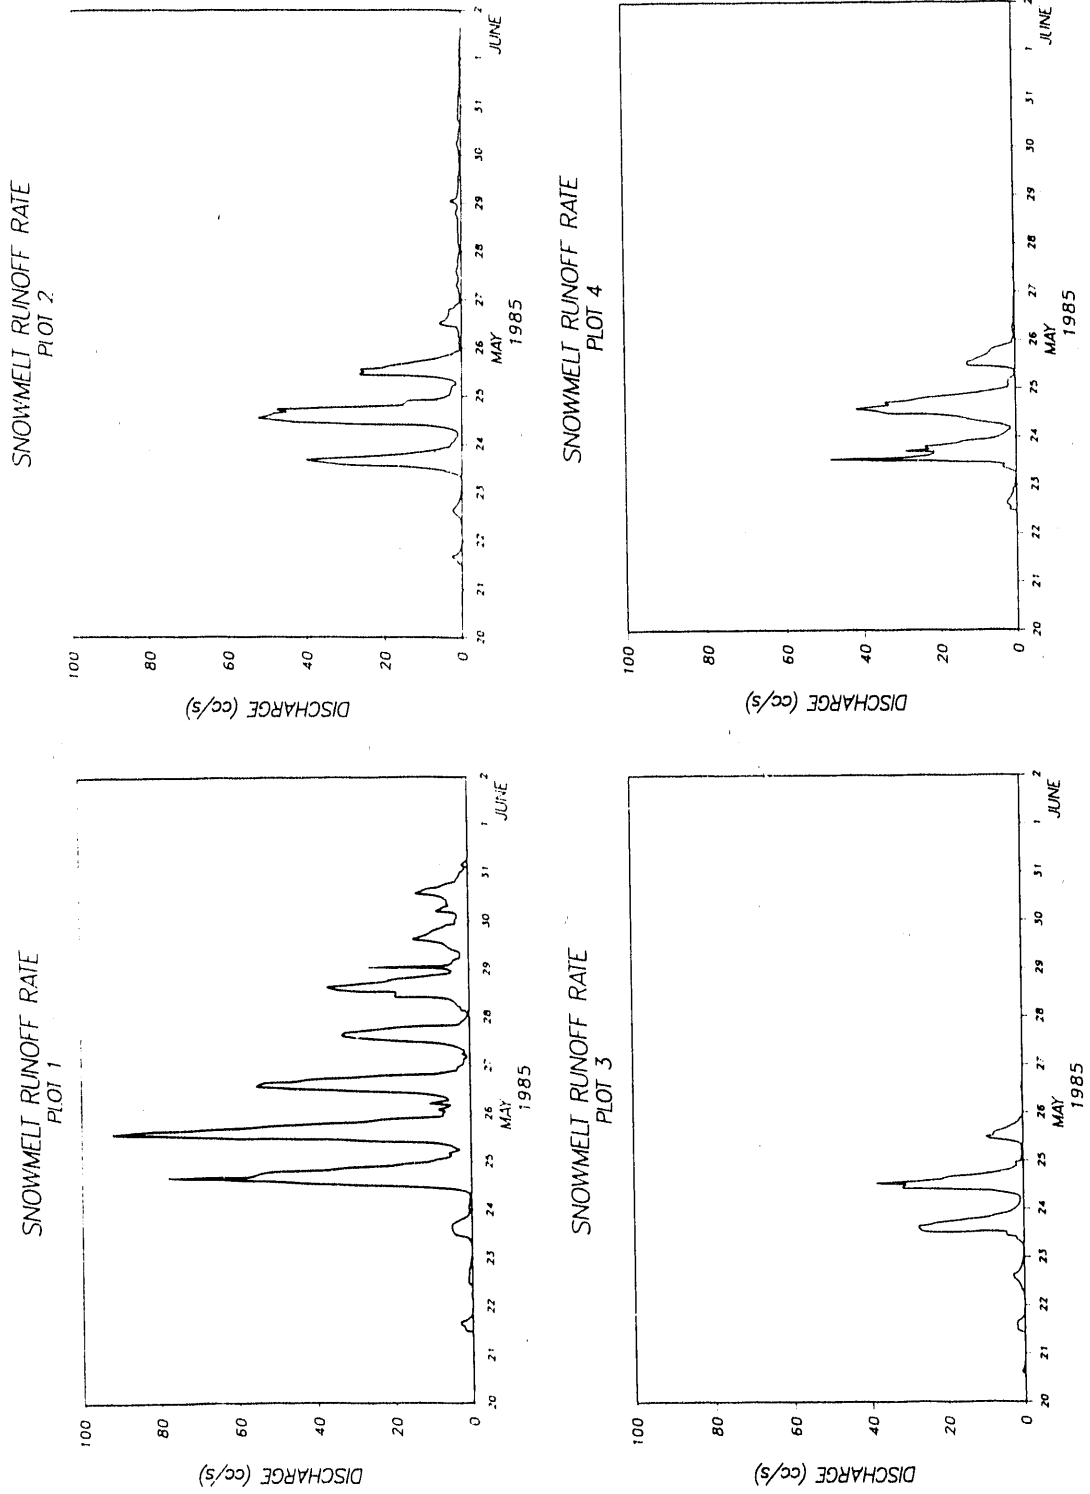 SNOWMELT RUNOFF RATE
PLOT 1
DISCHARGE (cc/s)
100
80
60
40
20
0
20 21 22 23 24 25 26 27 28 29 30 31 1 2
MAY JUNE
1985
SNOWMELT RUNOFF RATE
PLOT 2
DISCHARGE (cc/s)
100
80
60
40
20
0
20 21 22 23 24 25 26 27 28 29 30 31 1 2
MAY JUNE
1985
SNOWMELT RUNOFF RATE
PLOT 3
DISCHARGE (cc/s)
100
80
60
40
20
0
20 21 22 23 24 25 26 27 28 29 30 31 1 2
MAY JUNE
1985
SNOWMELT RUNOFF RATE
PLOT 4
DISCHARGE (cc/s)
100
80
60
40
20
0
20 21 22 23 24 25 26 27 28 29 30 31 1 2
MAY JUNE
1985